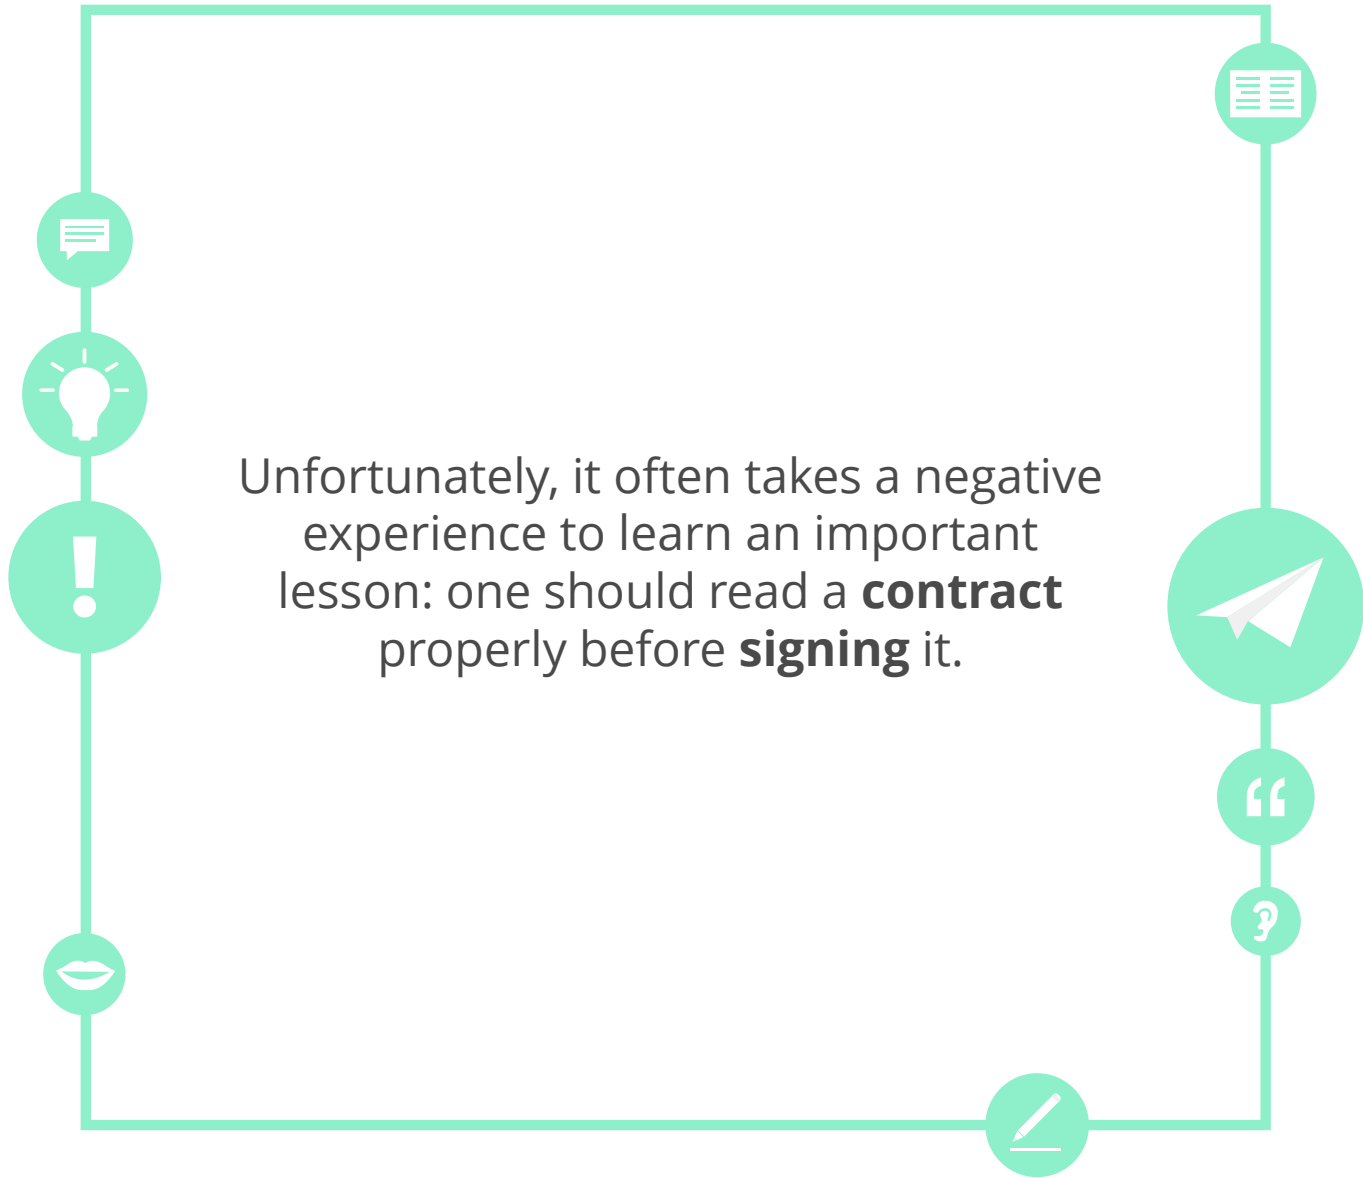 Unfortunately, it often takes a negative
experience to learn an important
lesson: one should read a contract
properly before signing it.